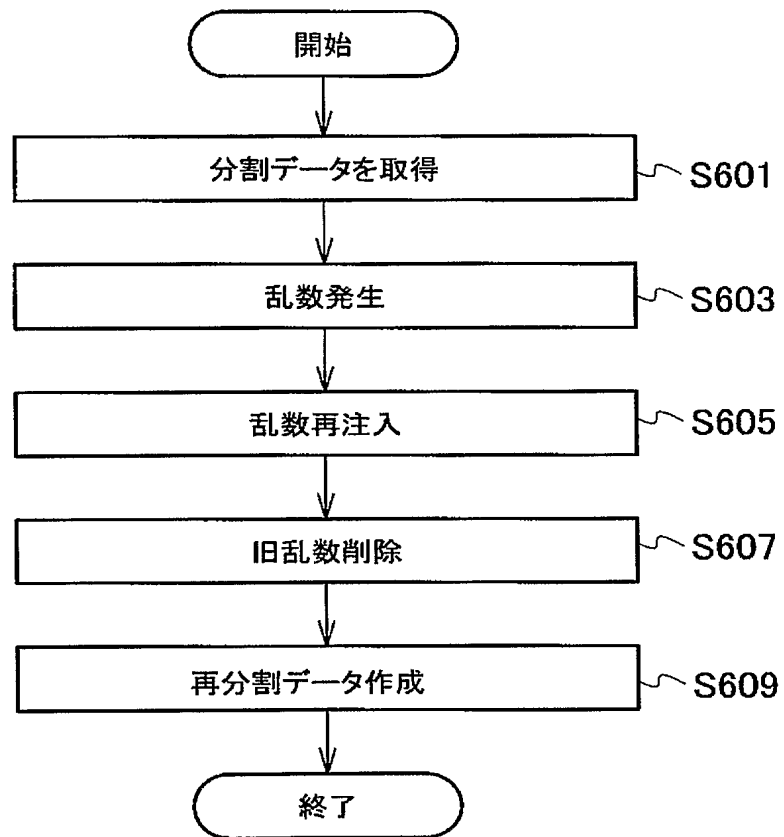 開始
分割データを取得
S601
乱数発生
S603
乱数再注入
S605
旧乱数削除
S607
再分割データ作成
S609
終了